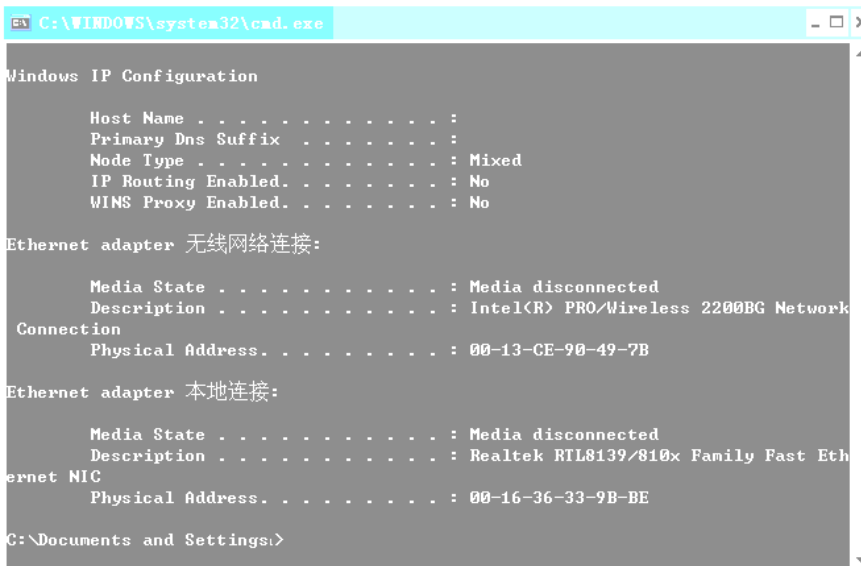 C:\WINDOWS\system32\cmd.exe
Windows IP Configuration
Host Name . . . . . . . . . . . . :
Primary Dns Suffix . . . . . . . :
Node Type . . . . . . . . . . . . : Mixed
IP Routing Enabled. . . . . . . . : No
WINS Proxy Enabled. . . . . . . . : No
Ethernet adapter 无线网络连接:
Media State . . . . . . . . . . . : Media disconnected
Description . . . . . . . . . . . : Intel(R) PRO/Wireless 2200BG Network
Connection
Physical Address. . . . . . . . . : 00-13-CE-90-49-7B
Ethernet adapter 本地连接:
Media State . . . . . . . . . . . : Media disconnected
Description . . . . . . . . . . . : Realtek RTL8139/810x Family Fast Eth
ernet NIC
Physical Address. . . . . . . . . : 00-16-36-33-9B-BE
C:\Documents and Settings>